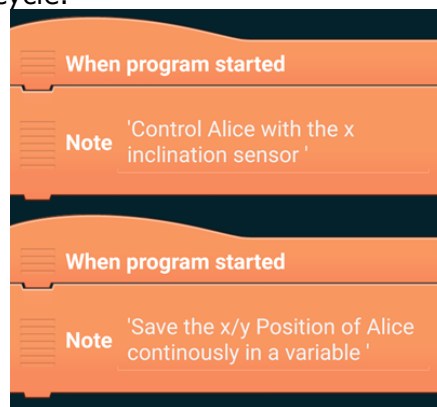 cycle.
When program started
Note 'Control Alice with the x
inclination sensor '
When program started
Note 'Save the x/y Position of Alice
continously in a variable '